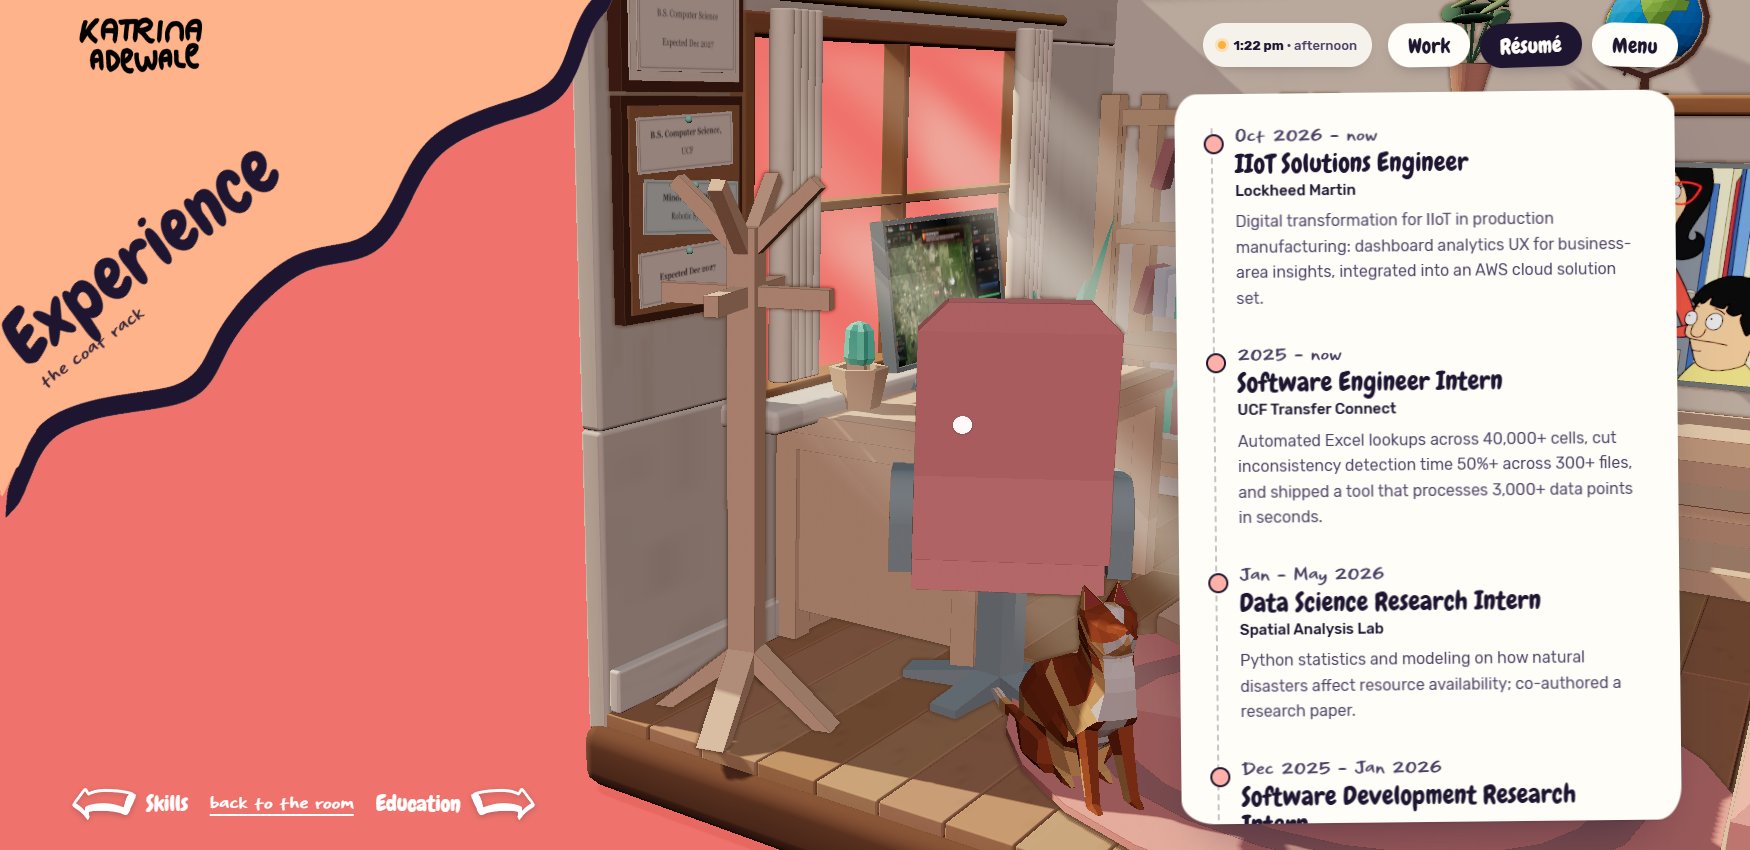 KATRINA
ADEWALE
1:22 pm • afternoon
Work
Résumé
Menu
Experience
the coat rack
B.S. Computer Science
Expected Dec 2027
B.S. Computer Science,
UCF
Expected Dec 2027
Oct 2026 – now
IIoT Solutions Engineer
Lockheed Martin
Digital transformation for IIoT in production
manufacturing: dashboard analytics UX for business-
area insights, integrated into an AWS cloud solution
set.
2025 – now
Software Engineer Intern
UCF Transfer Connect
Automated Excel lookups across 40,000+ cells, cut
inconsistency detection time 50%+ across 300+ files,
and shipped a tool that processes 3,000+ data points
in seconds.
Jan – May 2026
Data Science Research Intern
Spatial Analysis Lab
Python statistics and modeling on how natural
disasters affect resource availability; co-authored a
research paper.
Dec 2025 – Jan 2026
Software Development Research
Intern
Skills
back to the room
Education